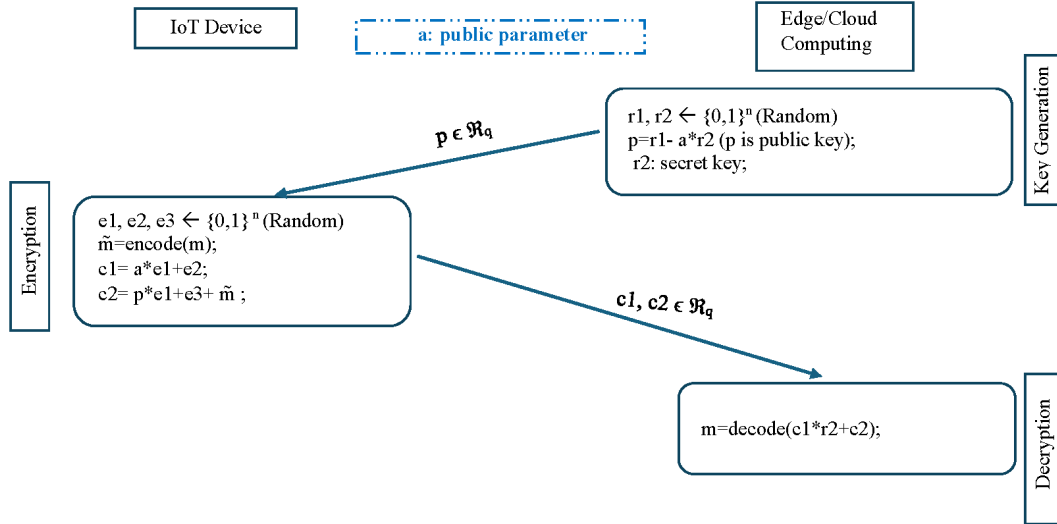 IoT Device
a: public parameter
Edge/Cloud
Computing
Key Generation
r1, r2 ← {0,1}ⁿ (Random)
p=r1- a*r2 (p is public key);
r2: secret key;
p ϵ ℜq
Encryption
e1, e2, e3 ← {0,1} ⁿ (Random)
m̃=encode(m);
c1= a*e1+e2;
c2= p*e1+e3+ m̃ ;
c1, c2 ϵ ℜq
Decryption
m=decode(c1*r2+c2);